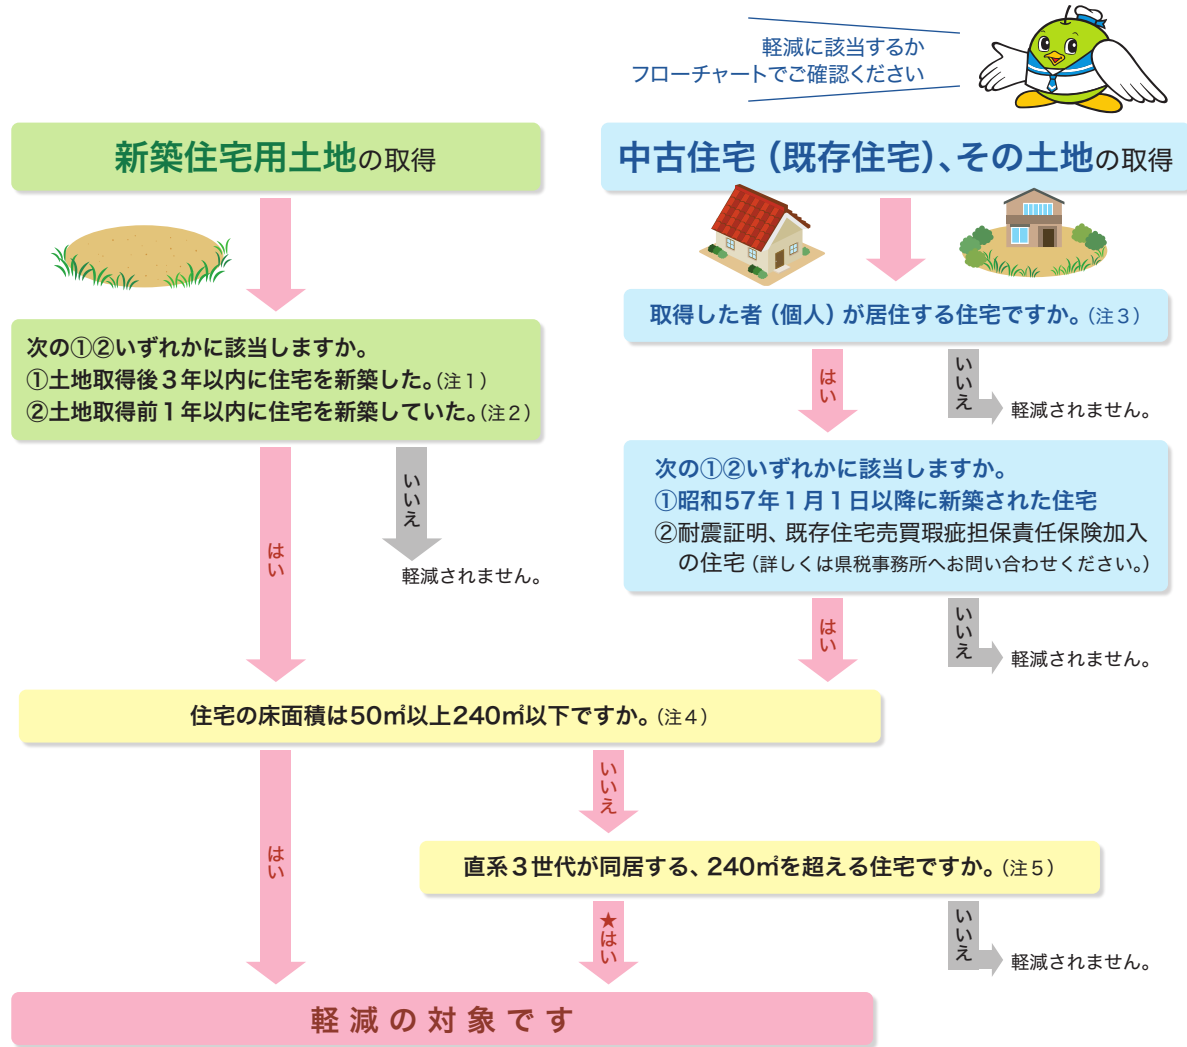 軽減に該当するか
フローチャートでご確認ください
新築住宅用土地の取得
中古住宅（既存住宅）、その土地の取得
次の①②いずれかに該当しますか。
①土地取得後３年以内に住宅を新築した。（注１）
②土地取得前１年以内に住宅を新築していた。（注２）
はい
いいえ
軽減されません。
取得した者（個人）が居住する住宅ですか。（注３）
はい
いいえ
軽減されません。
次の①②いずれかに該当しますか。
①昭和57年１月１日以降に新築された住宅
②耐震証明、既存住宅売買瑕疵担保責任保険加入
の住宅（詳しくは県税事務所へお問い合わせください。）
はい
いいえ
軽減されません。
住宅の床面積は50㎡以上240㎡以下ですか。（注４）
はい
いいえ
直系３世代が同居する、240㎡を超える住宅ですか。（注５）
★はい
いいえ
軽減されません。
軽減の対象です